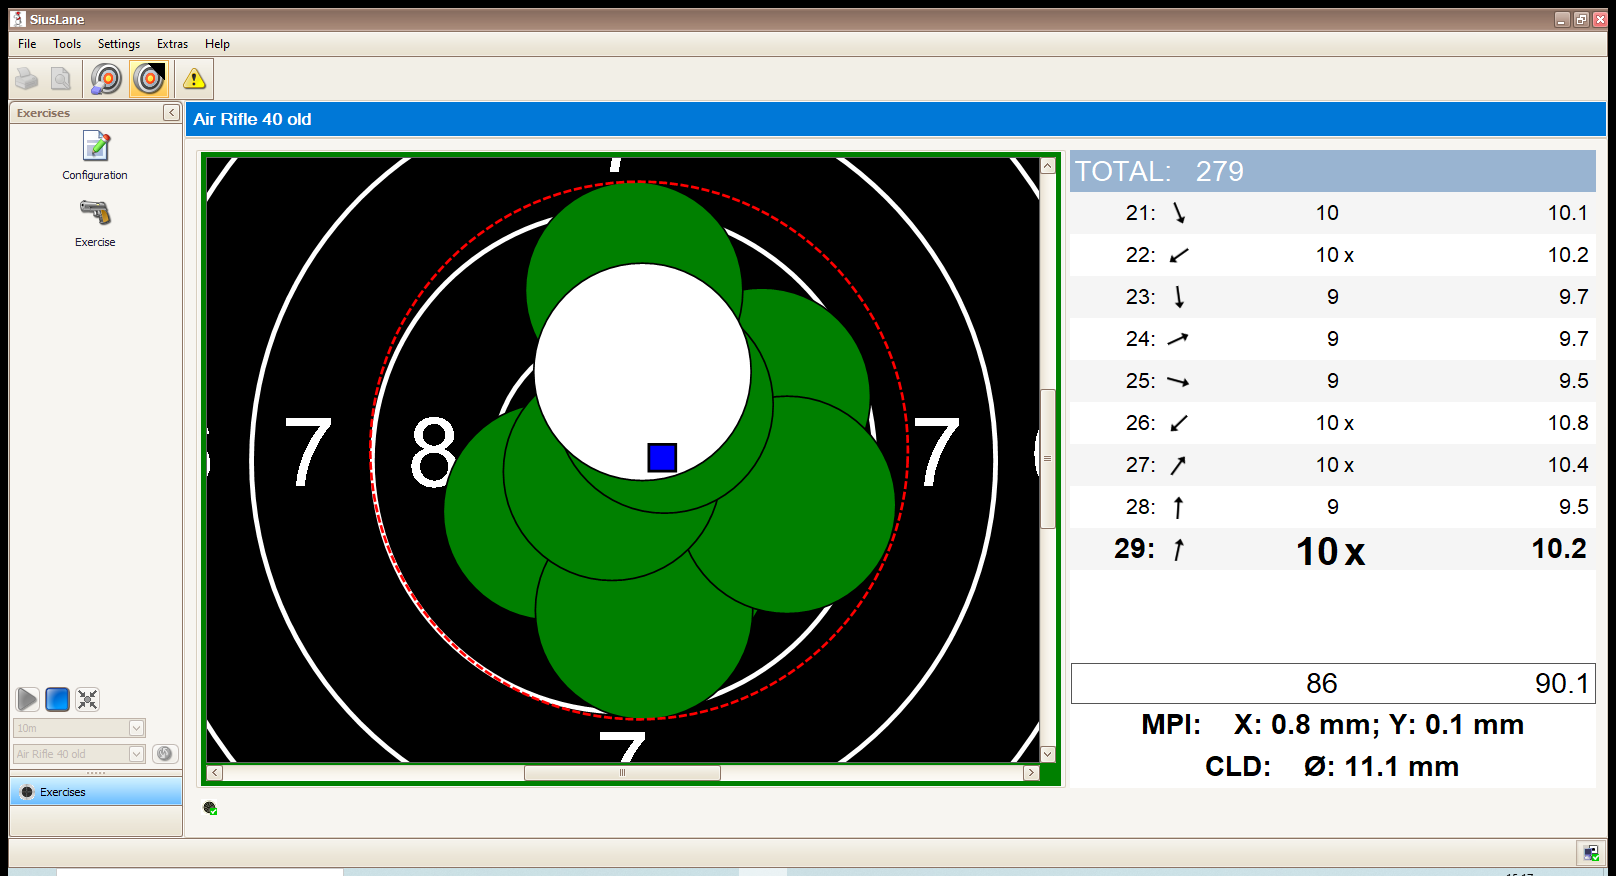 SiusLane
File Tools Settings Extras Help
Exercises
Configuration
Exercise
10m
Air Rifle 40 old
Exercises
Air Rifle 40 old
7
7 8 7
7
TOTAL: 279
21: 10 10.1
22: 10 x 10.2
23: 9 9.7
24: 9 9.7
25: 9 9.5
26: 10 x 10.8
27: 10 x 10.4
28: 9 9.5
29: 10 x 10.2
86 90.1
MPI: X: 0.8 mm; Y: 0.1 mm
CLD: Ø: 11.1 mm